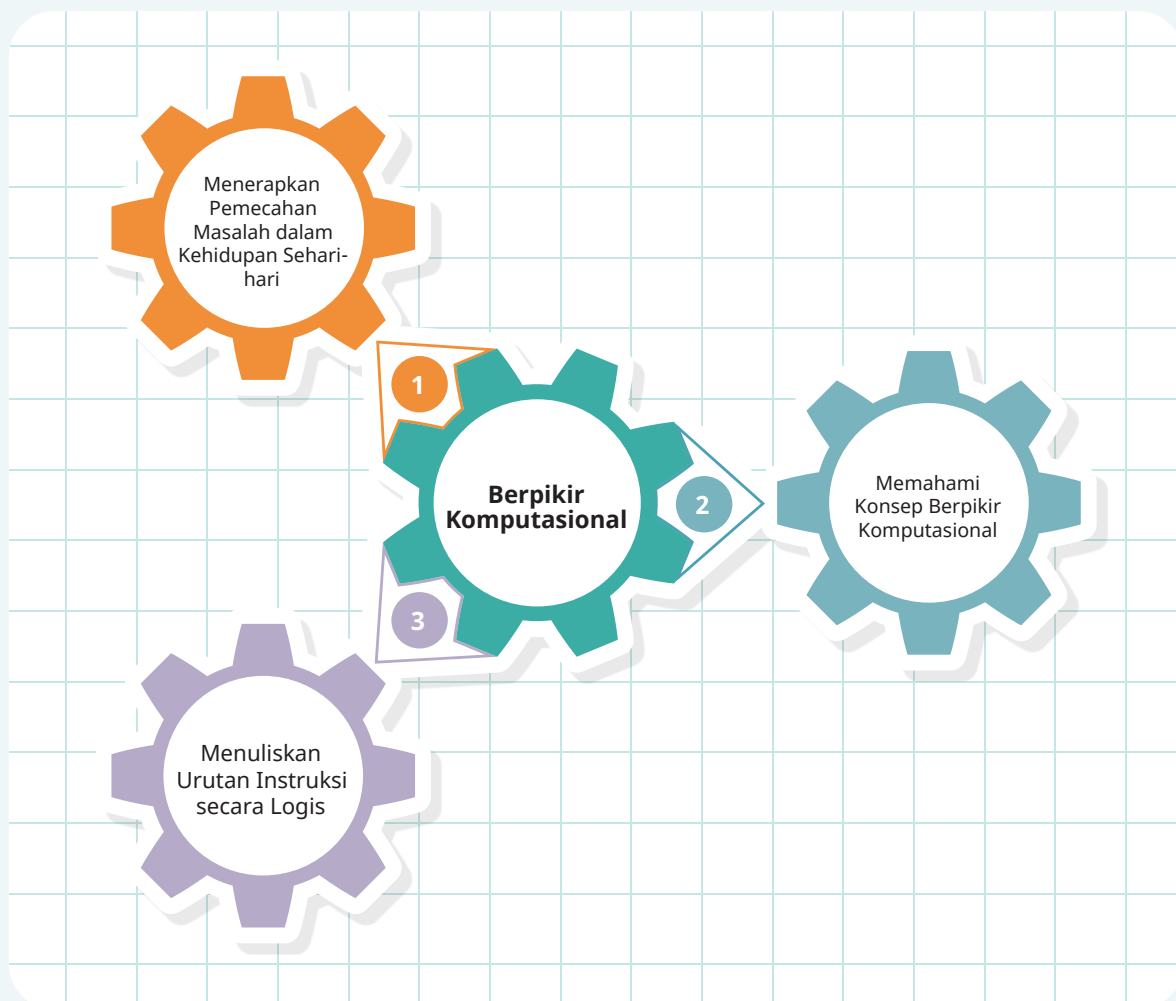 Menerapkan
Pemecahan
Masalah dalam
Kehidupan Sehari-
hari
1
Berpikir
Komputasional
2
Memahami
Konsep Berpikir
Komputasional
3
Menuliskan
Urutan Instruksi
secara Logis